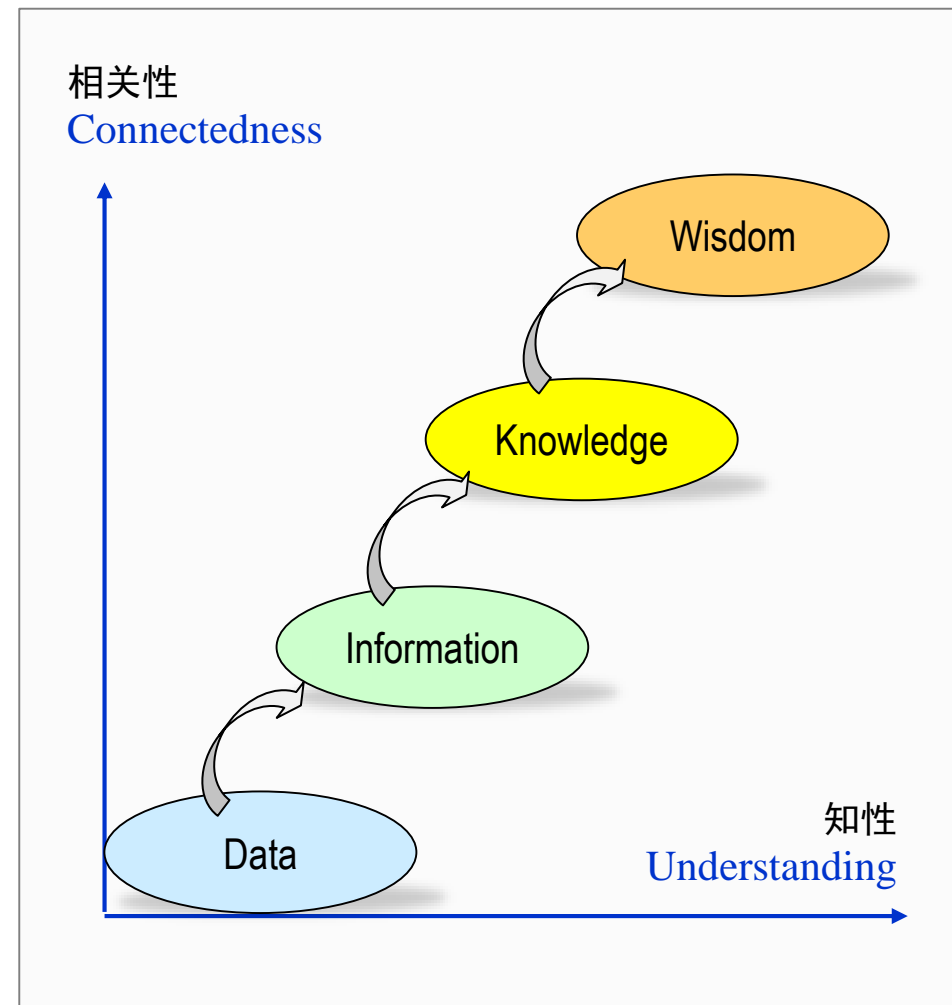 相关性
Connectedness
Wisdom
Knowledge
Information
Data
知性
Understanding